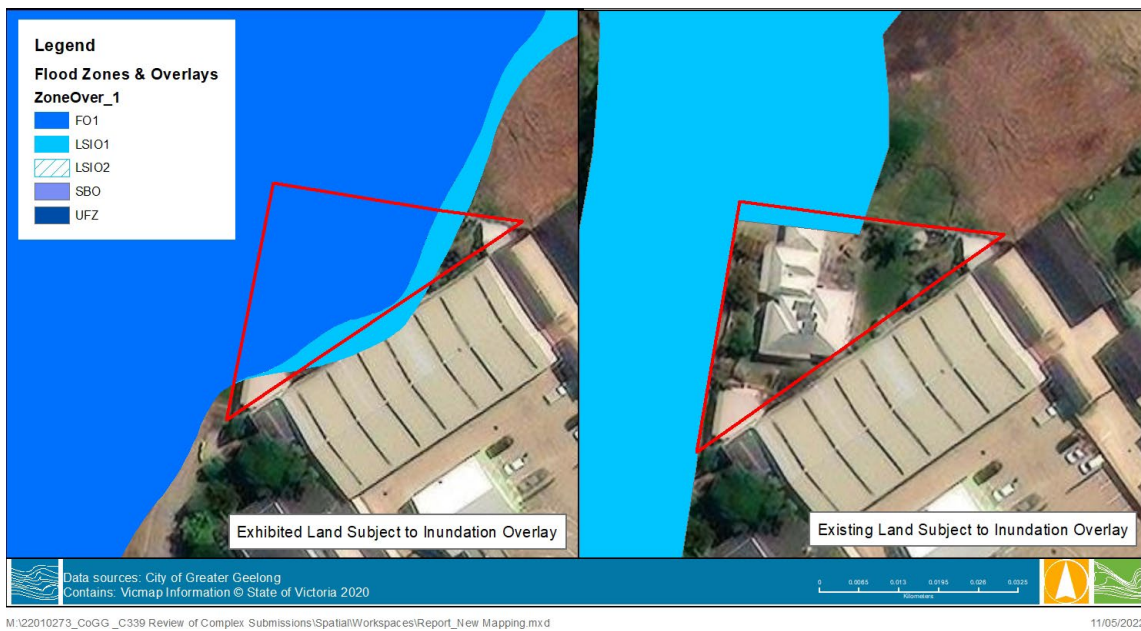 Legend
Flood Zones & Overlays
ZoneOver_1
FO1
LSIO1
LSIO2
SBO
UFZ
Exhibited Land Subject to Inundation Overlay
Existing Land Subject to Inundation Overlay
Data sources: City of Greater Geelong
Contains: Vicmap Information © State of Victoria 2020
0 0.0065 0.013 0.0195 0.026 0.0325
Kilometers
M:\22010273_CoGG _C339 Review of Complex Submissions\Spatial\Workspaces\Report_New Mapping.mxd
11/05/2022